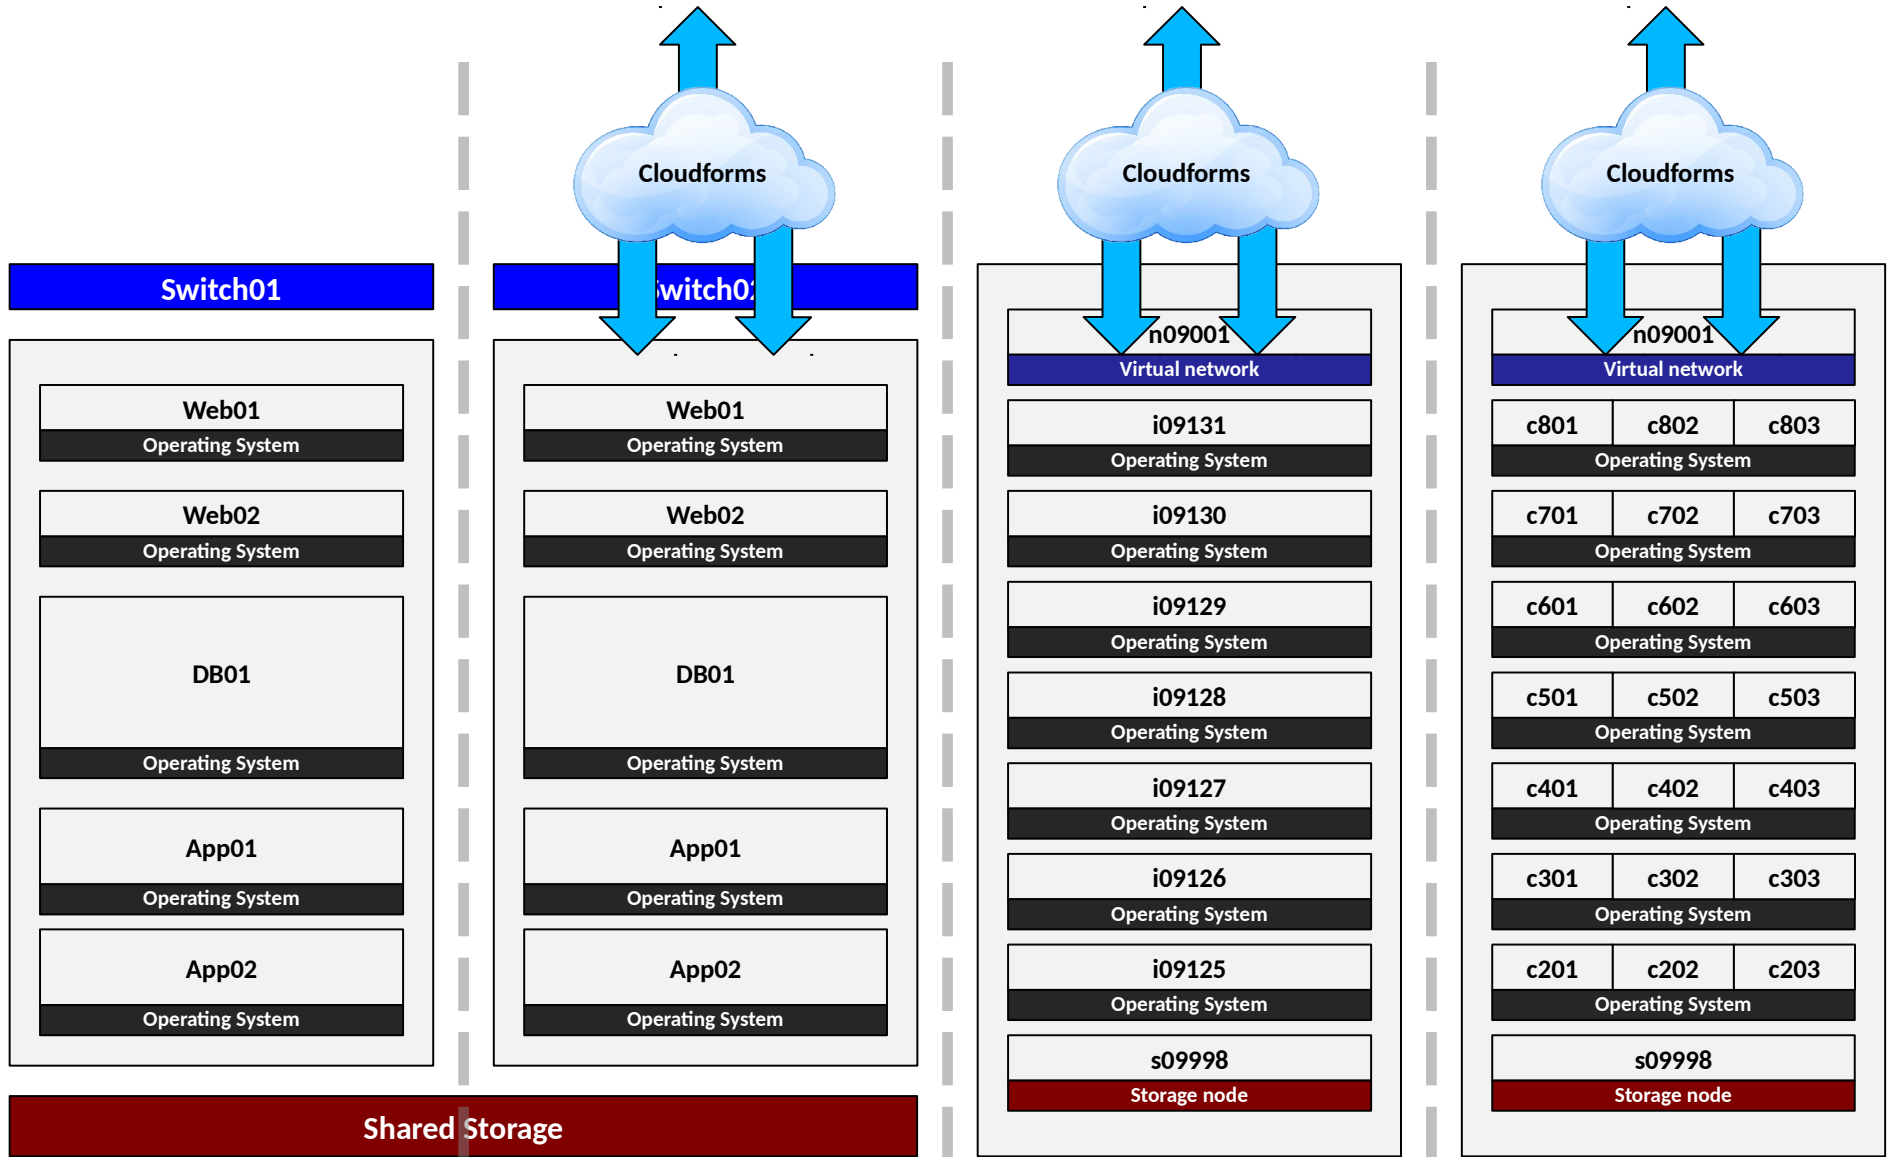 Switch01
Web01
Operating System
Web02
Operating System
DB01
Operating System
App01
Operating System
App02
Operating System
Shared Storage
Cloudforms
Switch02
Web01
Operating System
Web02
Operating System
DB01
Operating System
App01
Operating System
App02
Operating System
Cloudforms
n09001
Virtual network
i09131
Operating System
i09130
Operating System
i09129
Operating System
i09128
Operating System
i09127
Operating System
i09126
Operating System
i09125
Operating System
s09998
Storage node
Cloudforms
n09001
Virtual network
c801 c802 c803
Operating System
c701 c702 c703
Operating System
c601 c602 c603
Operating System
c501 c502 c503
Operating System
c401 c402 c403
Operating System
c301 c302 c303
Operating System
c201 c202 c203
Operating System
s09998
Storage node